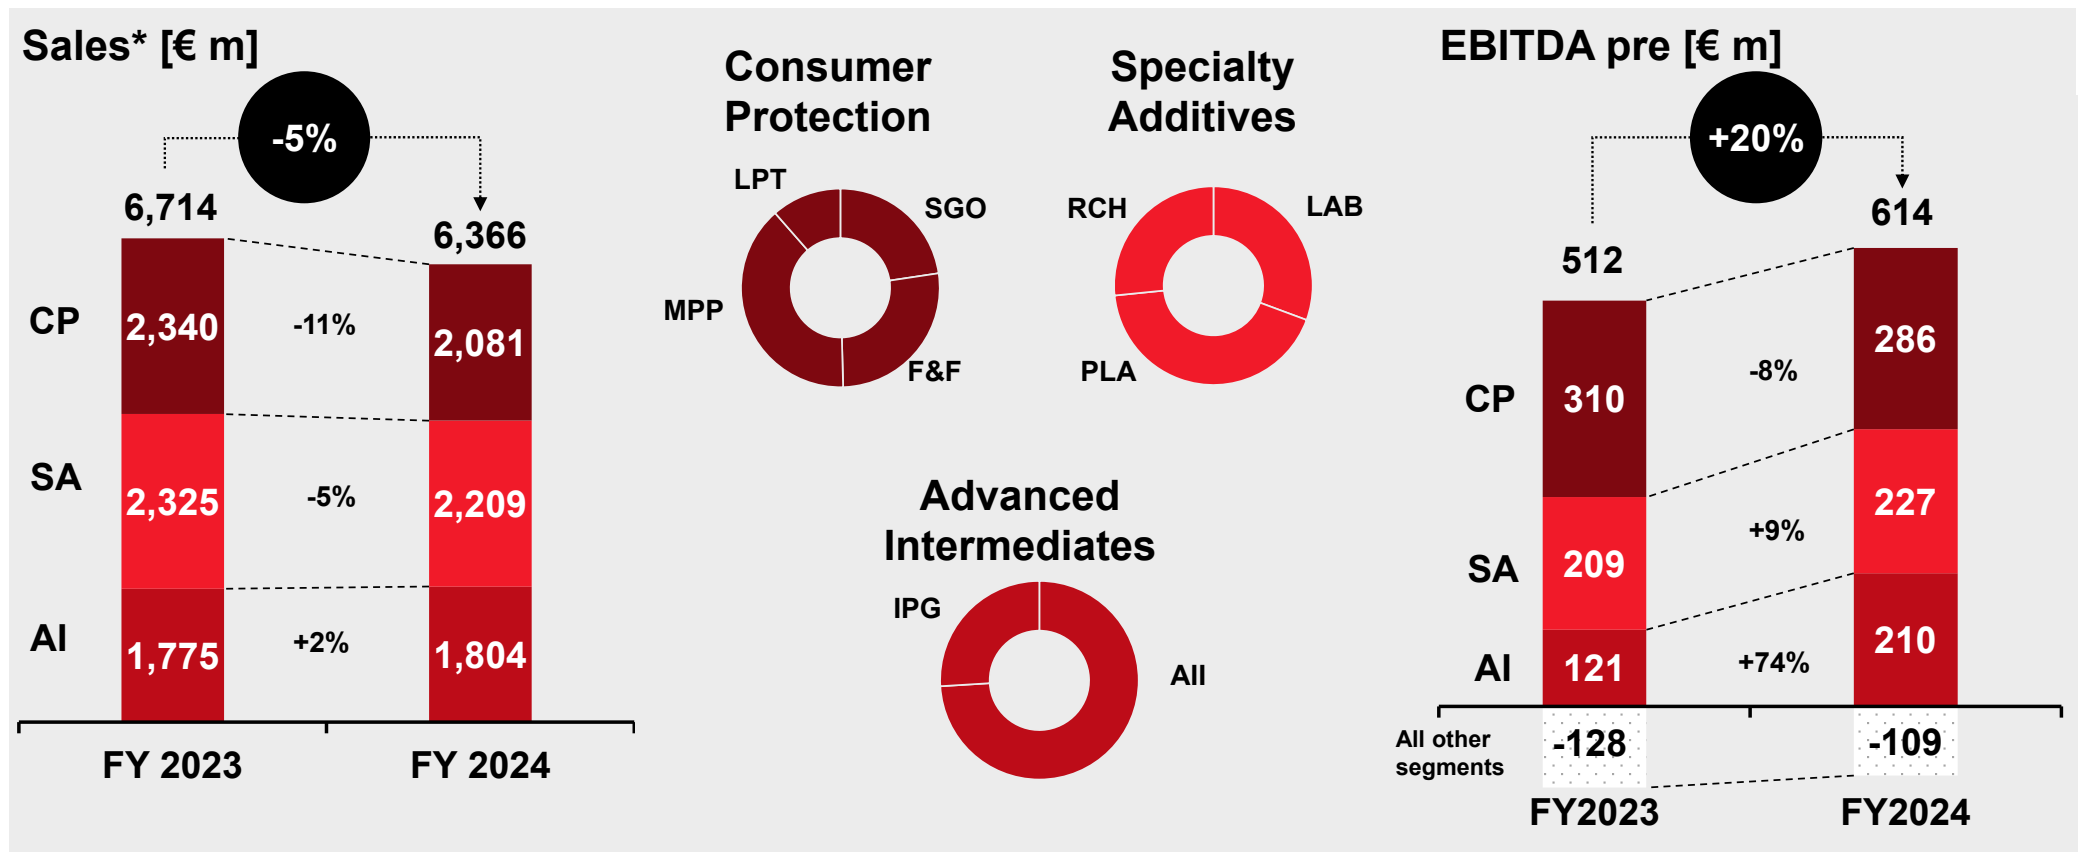 Sales* [€ m]
-5%
6,714
6,366
CP
2,340
-11%
2,081
SA
2,325
-5%
2,209
AI
1,775
+2%
1,804
FY 2023
FY 2024
Consumer
Protection
LPT
SGO
MPP
F&F
Specialty
Additives
RCH
LAB
PLA
Advanced
Intermediates
IPG
AII
EBITDA pre [€ m]
+20%
512
614
CP
310
-8%
286
SA
209
+9%
227
AI
121
+74%
210
All other
segments
-128
-109
FY2023
FY2024